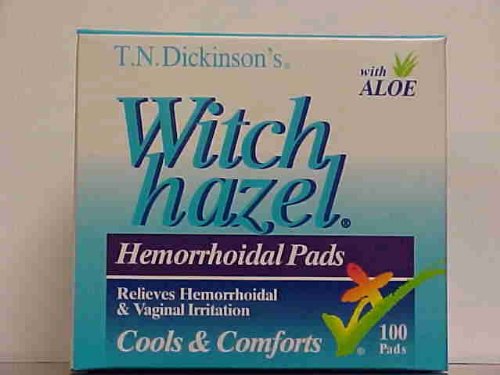 T.N. Dickinson's®
with
ALOE
Witch
hazel®
Hemorrhoidal Pads
Relieves Hemorrhoidal
& Vaginal Irritation
Cools & Comforts
®
100
Pads